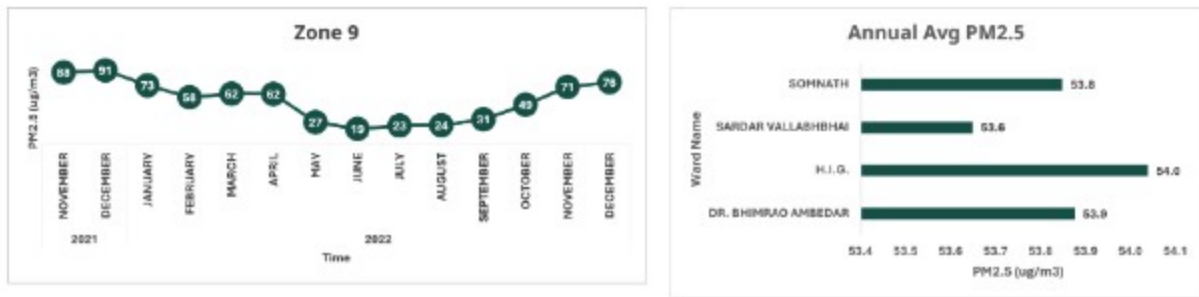 Zone 9
PM2.5 (ug/m3)
88 91 73 58 62 62 27 19 23 24 31 49 71 76
NOVEMBER DECEMBER JANUARY FEBRUARY MARCH APRIL MAY JUNE JULY AUGUST SEPTEMBER OCTOBER NOVEMBER DECEMBER
2021 2022
Time
Annual Avg PM2.5
Ward Name
SOMNATH 53.8
SARDAR VALLABHBHAI 53.6
H.I.G. 54.0
DR. BHIMRAO AMBEDAR 53.9
53.4 53.5 53.6 53.7 53.8 53.9 54.0 54.1
PM2.5 (ug/m3)